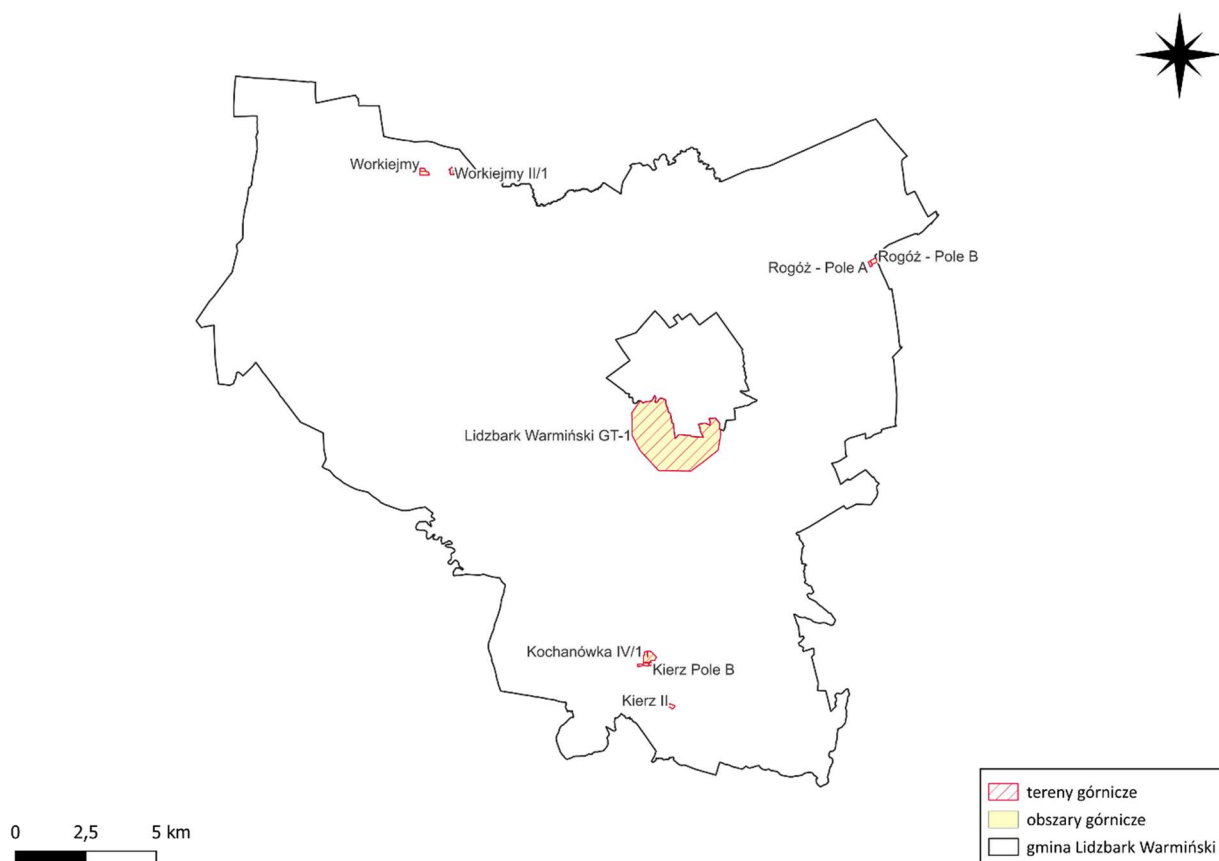 Workiejmy
Workiejmy II/1
Rogóż - Pole B
Rogóż - Pole A
Lidzbark Warmiński GT-1
Kochanówka IV/1
Kierz Pole B
Kierz II
tereny górnicze
obszary górnicze
gmina Lidzbark Warmiński
0 2,5 5 km